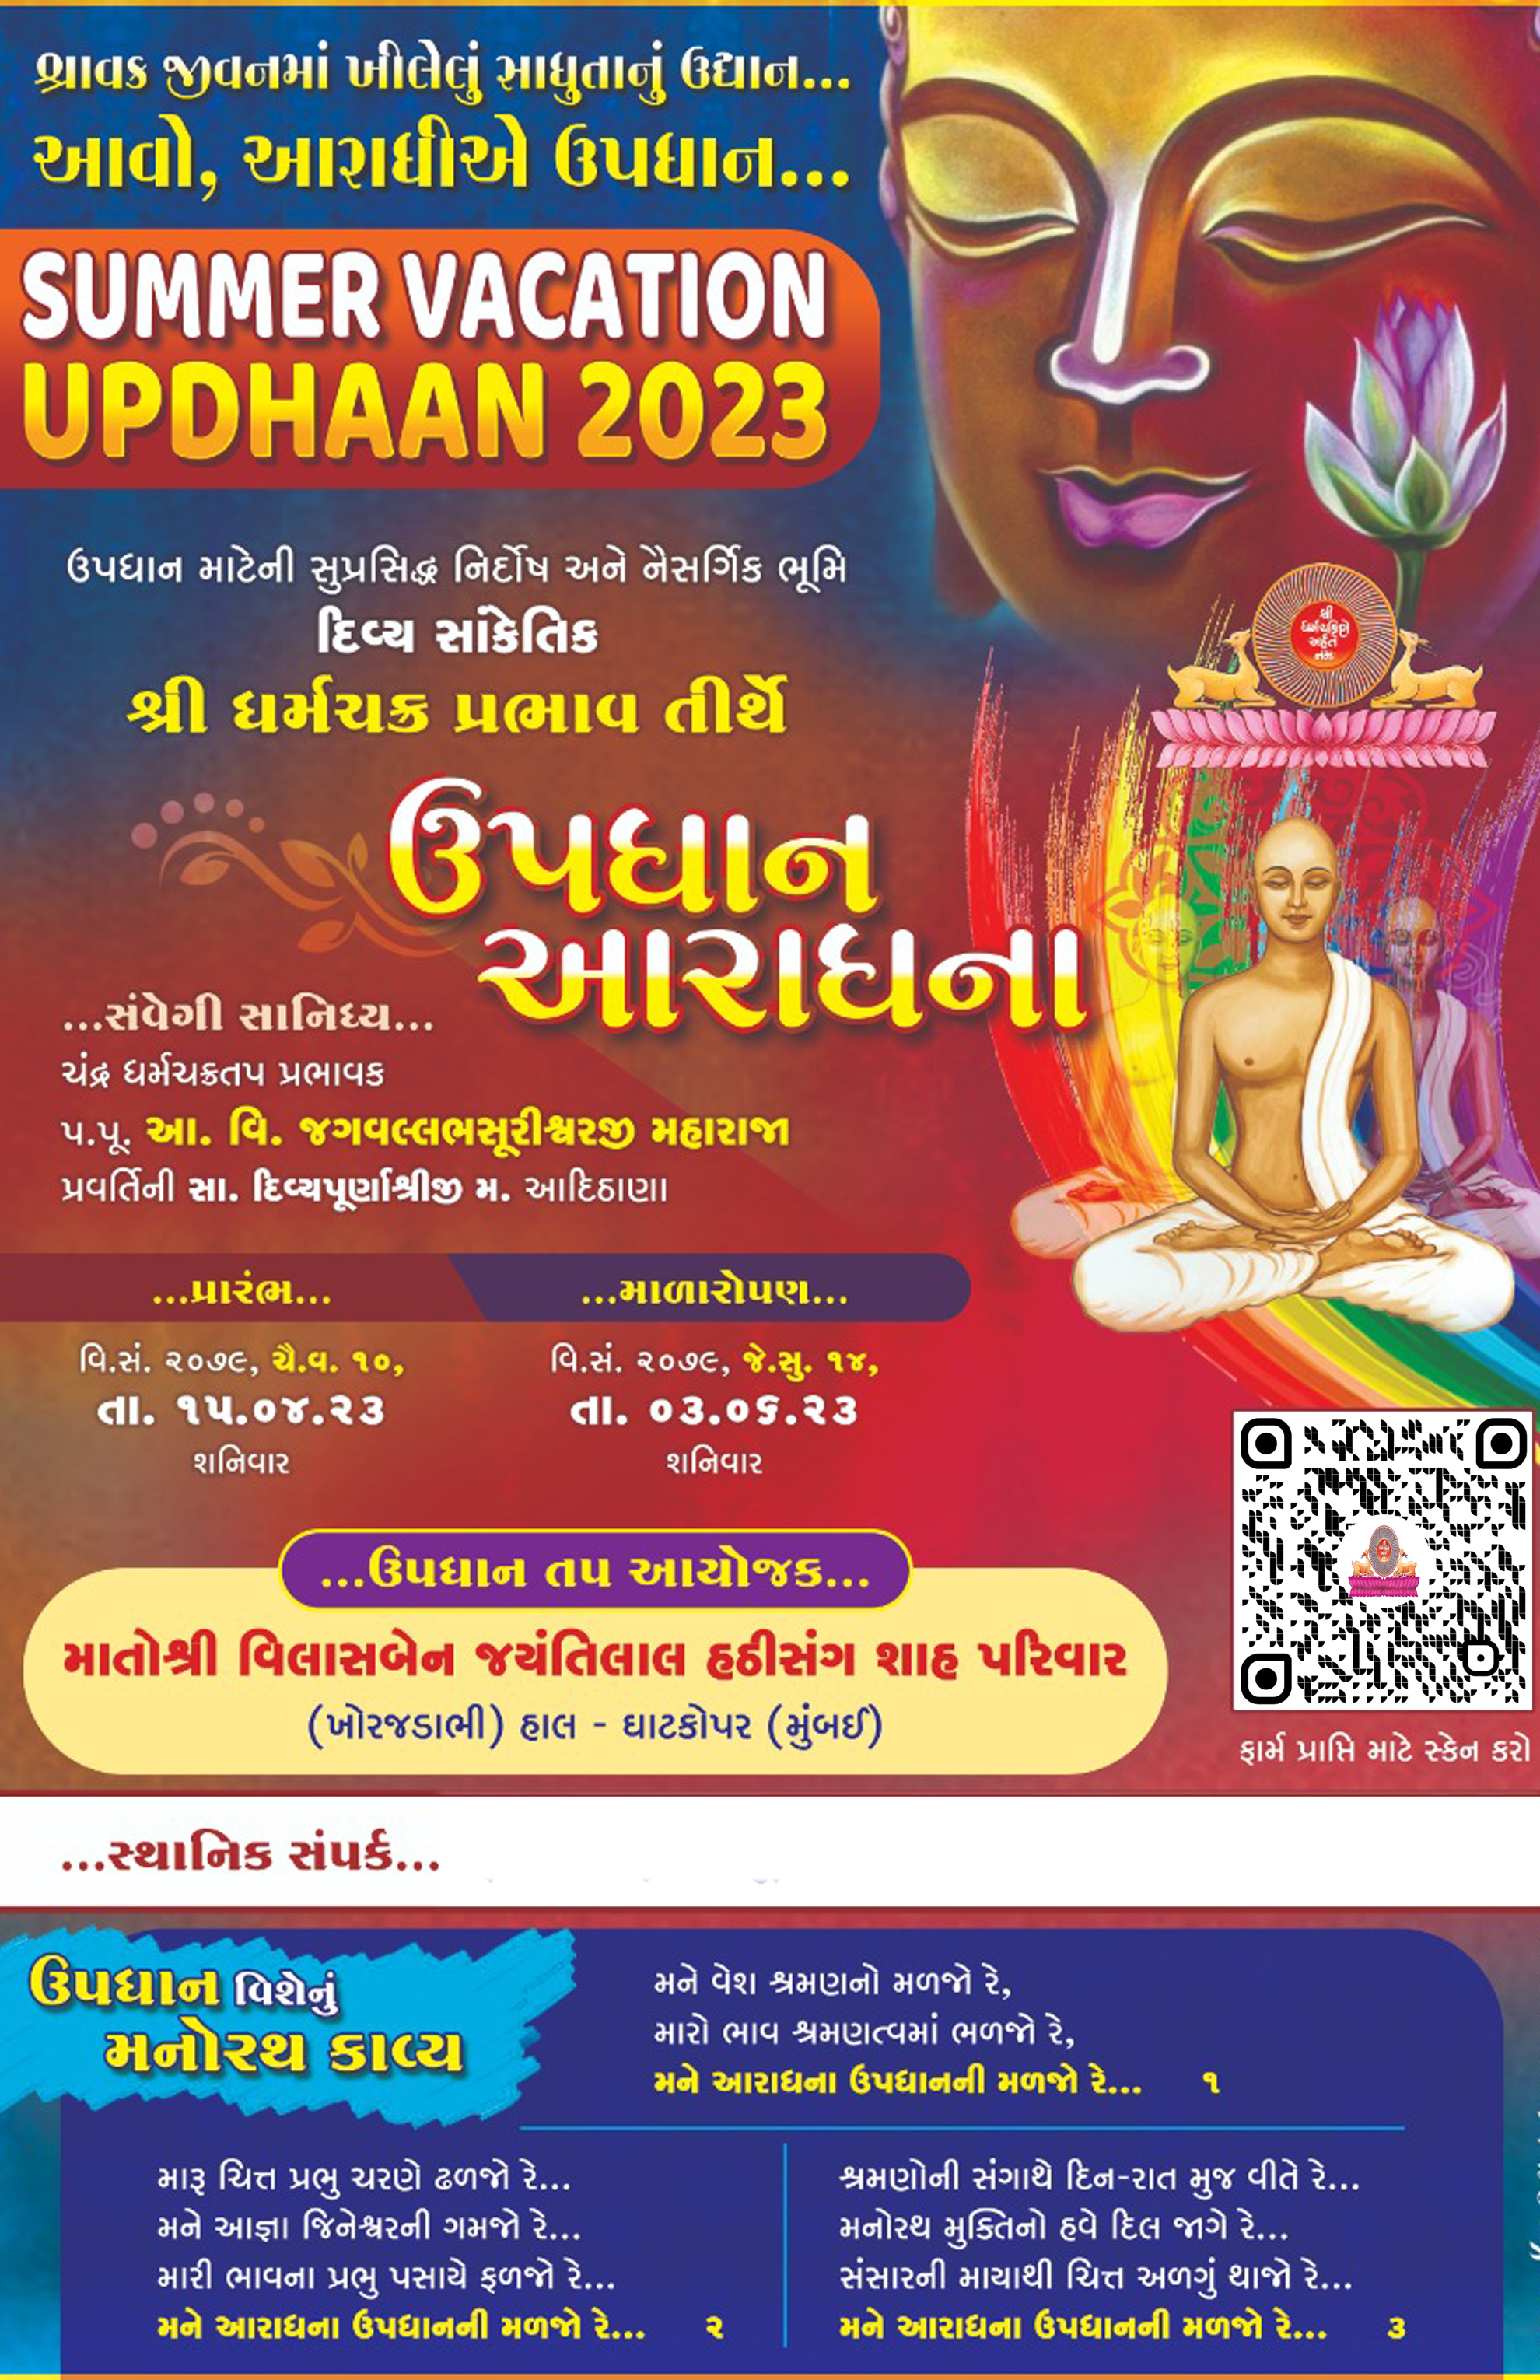 શ્રાવક જીવનમાં ખીલેલું સાધુતાનું ઉદ્યાન...
આવો, આરાધીએ ઉપધાન...
SUMMER VACATION
UPDHAAN 2023
ઉપધાન માટેની સુપ્રસિદ્ધ નિર્દોષ અને નૈસર્ગિક ભૂમિ
દિવ્ય સાંકેતિક
શ્રી ધર્મચક્ર પ્રભાવ તીર્થે
ઉપધાન
આરાધના
...સંવેગી સાનિધ્ય...
ચંદ્ર ધર્મચક્રતપ પ્રભાવક
પ.પૂ. આ. વિ. જગવલ્લભસૂરીશ્વરજી મહારાજા
પ્રવર્તિની સા. દિવ્યપૂર્ણાશ્રીજી મ. આદિઠાણા
...પ્રારંભ...
વિ.સં. ૨૦૭૯, ચૈ.વ. ૧૦,
તા. ૧૫.૦૪.૨૩
શનિવાર
...માળારોપણ...
વિ.સં. ૨૦૭૯, જે.સુ. ૧૪,
તા. ૦૩.૦૬.૨૩
શનિવાર
...ઉપધાન તપ આયોજક...
માતોશ્રી વિલાસબેન જયંતિલાલ હઠીસંગ શાહ પરિવાર
(ખોરજડાભી) હાલ - ઘાટકોપર (મુંબઈ)
ફાર્મ પ્રાપ્તિ માટે સ્કેન કરો
...સ્થાનિક સંપર્ક...
ઉપધાન વિશેનું
મનોરથ કાવ્ય
મને વેશ શ્રમણનો મળજો રે,
મારો ભાવ શ્રમણત્વમાં ભળજો રે,
મને આરાધના ઉપધાનની મળજો રે... ૧
મારૂ ચિત્ત પ્રભુ ચરણે ઢળજો રે...
મને આજ્ઞા જિનેશ્વરની ગમજો રે...
મારી ભાવના પ્રભુ પસાયે ફળજો રે...
મને આરાધના ઉપધાનની મળજો રે... ૨
શ્રમણોની સંગાથે દિન-રાત મુજ વીતે રે...
મનોરથ મુક્તિનો હવે દિલ જાગે રે...
સંસારની માયાથી ચિત્ત અળગું થાજો રે...
મને આરાધના ઉપધાનની મળજો રે... ૩